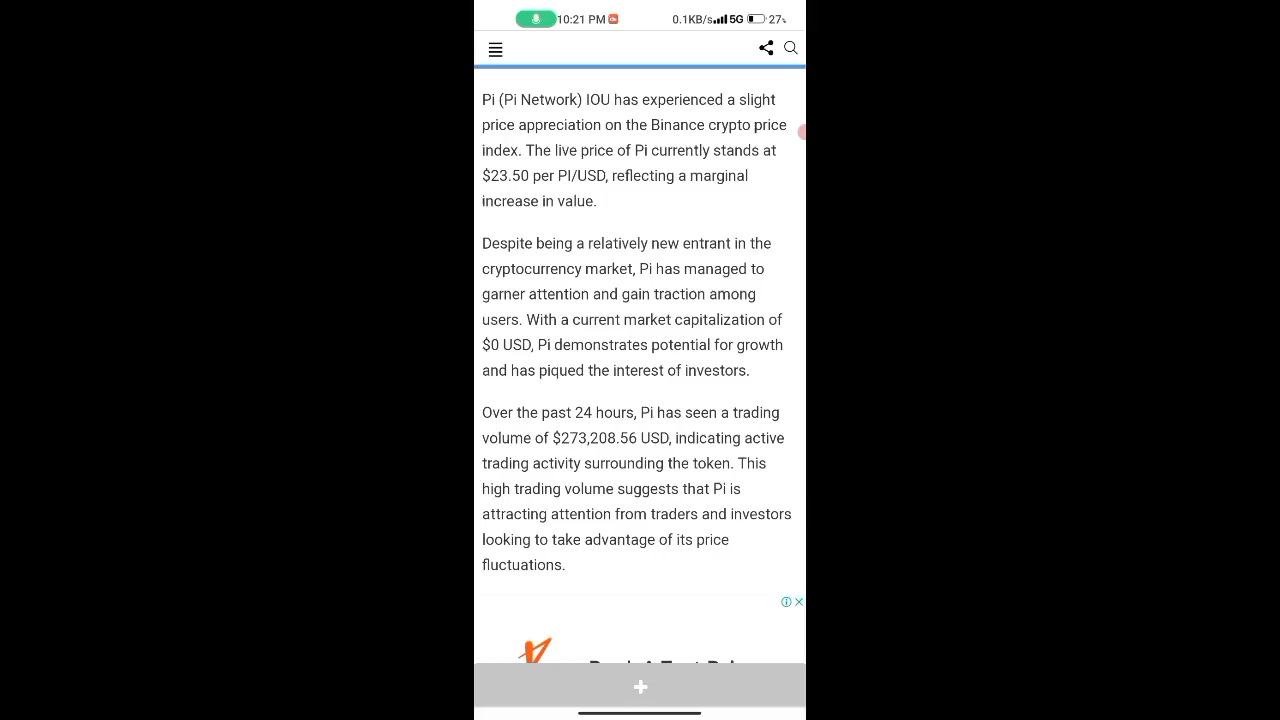 10:21 PM 0.1KB/s 5G 27%
Pi (Pi Network) IOU has experienced a slight
price appreciation on the Binance crypto price
index. The live price of Pi currently stands at
$23.50 per PI/USD, reflecting a marginal
increase in value.
Despite being a relatively new entrant in the
cryptocurrency market, Pi has managed to
garner attention and gain traction among
users. With a current market capitalization of
$0 USD, Pi demonstrates potential for growth
and has piqued the interest of investors.
Over the past 24 hours, Pi has seen a trading
volume of $273,208.56 USD, indicating active
trading activity surrounding the token. This
high trading volume suggests that Pi is
attracting attention from traders and investors
looking to take advantage of its price
fluctuations.